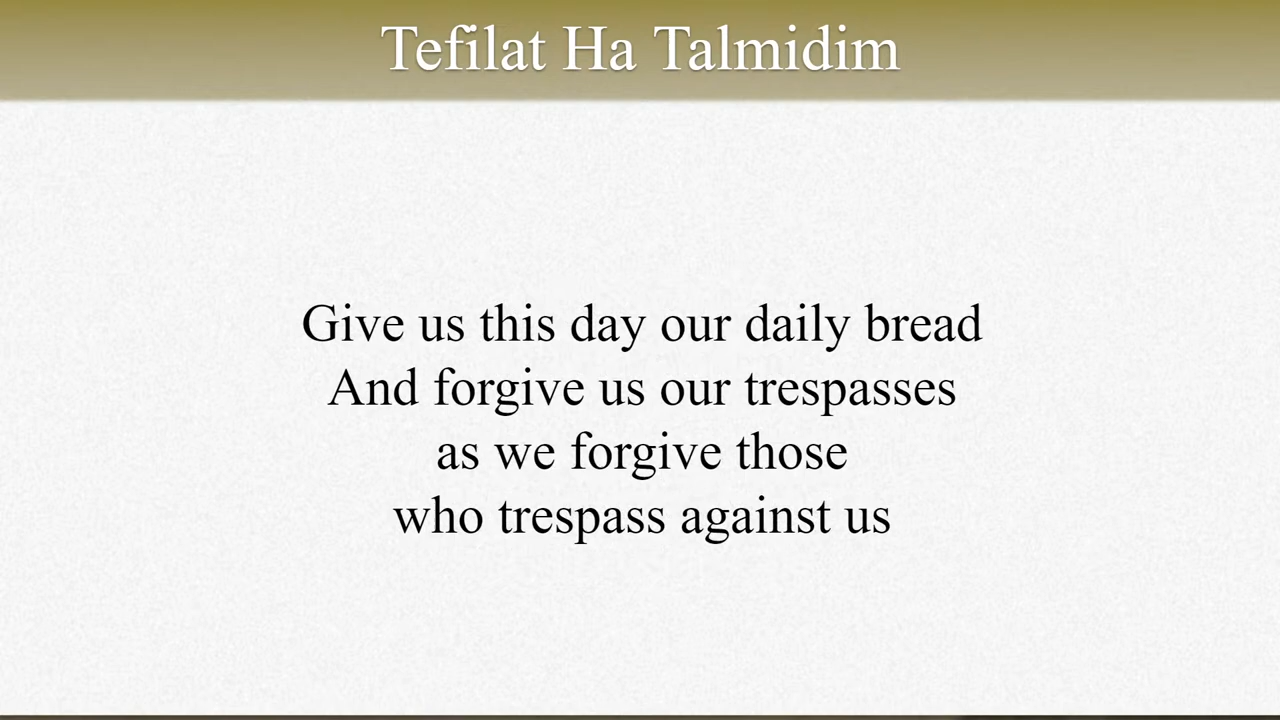 Tefilat Ha Talmidim
Give us this day our daily bread
And forgive us our trespasses
as we forgive those
who trespass against us